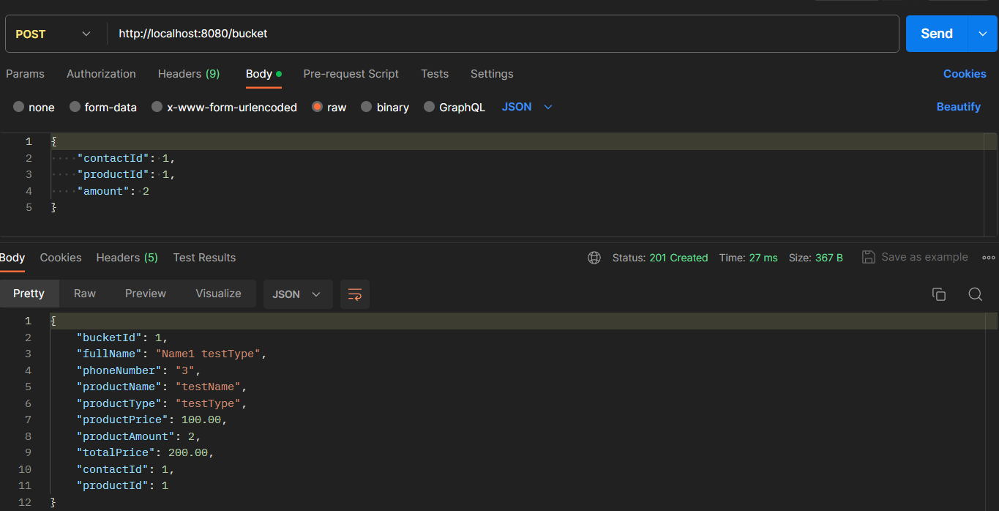 POST http://localhost:8080/bucket Send
Params Authorization Headers (9) Body Pre-request Script Tests Settings Cookies
none form-data x-www-form-urlencoded raw binary GraphQL JSON Beautify
1 {
2 "contactId": 1,
3 "productId": 1,
4 "amount": 2
5 }
Body Cookies Headers (5) Test Results Status: 201 Created Time: 27 ms Size: 367 B Save as example
Pretty Raw Preview Visualize JSON
1 {
2 "bucketId": 1,
3 "fullName": "Name1 testType",
4 "phoneNumber": "3",
5 "productName": "testName",
6 "productType": "testType",
7 "productPrice": 100.00,
8 "productAmount": 2,
9 "totalPrice": 200.00,
10 "contactId": 1,
11 "productId": 1
12 }